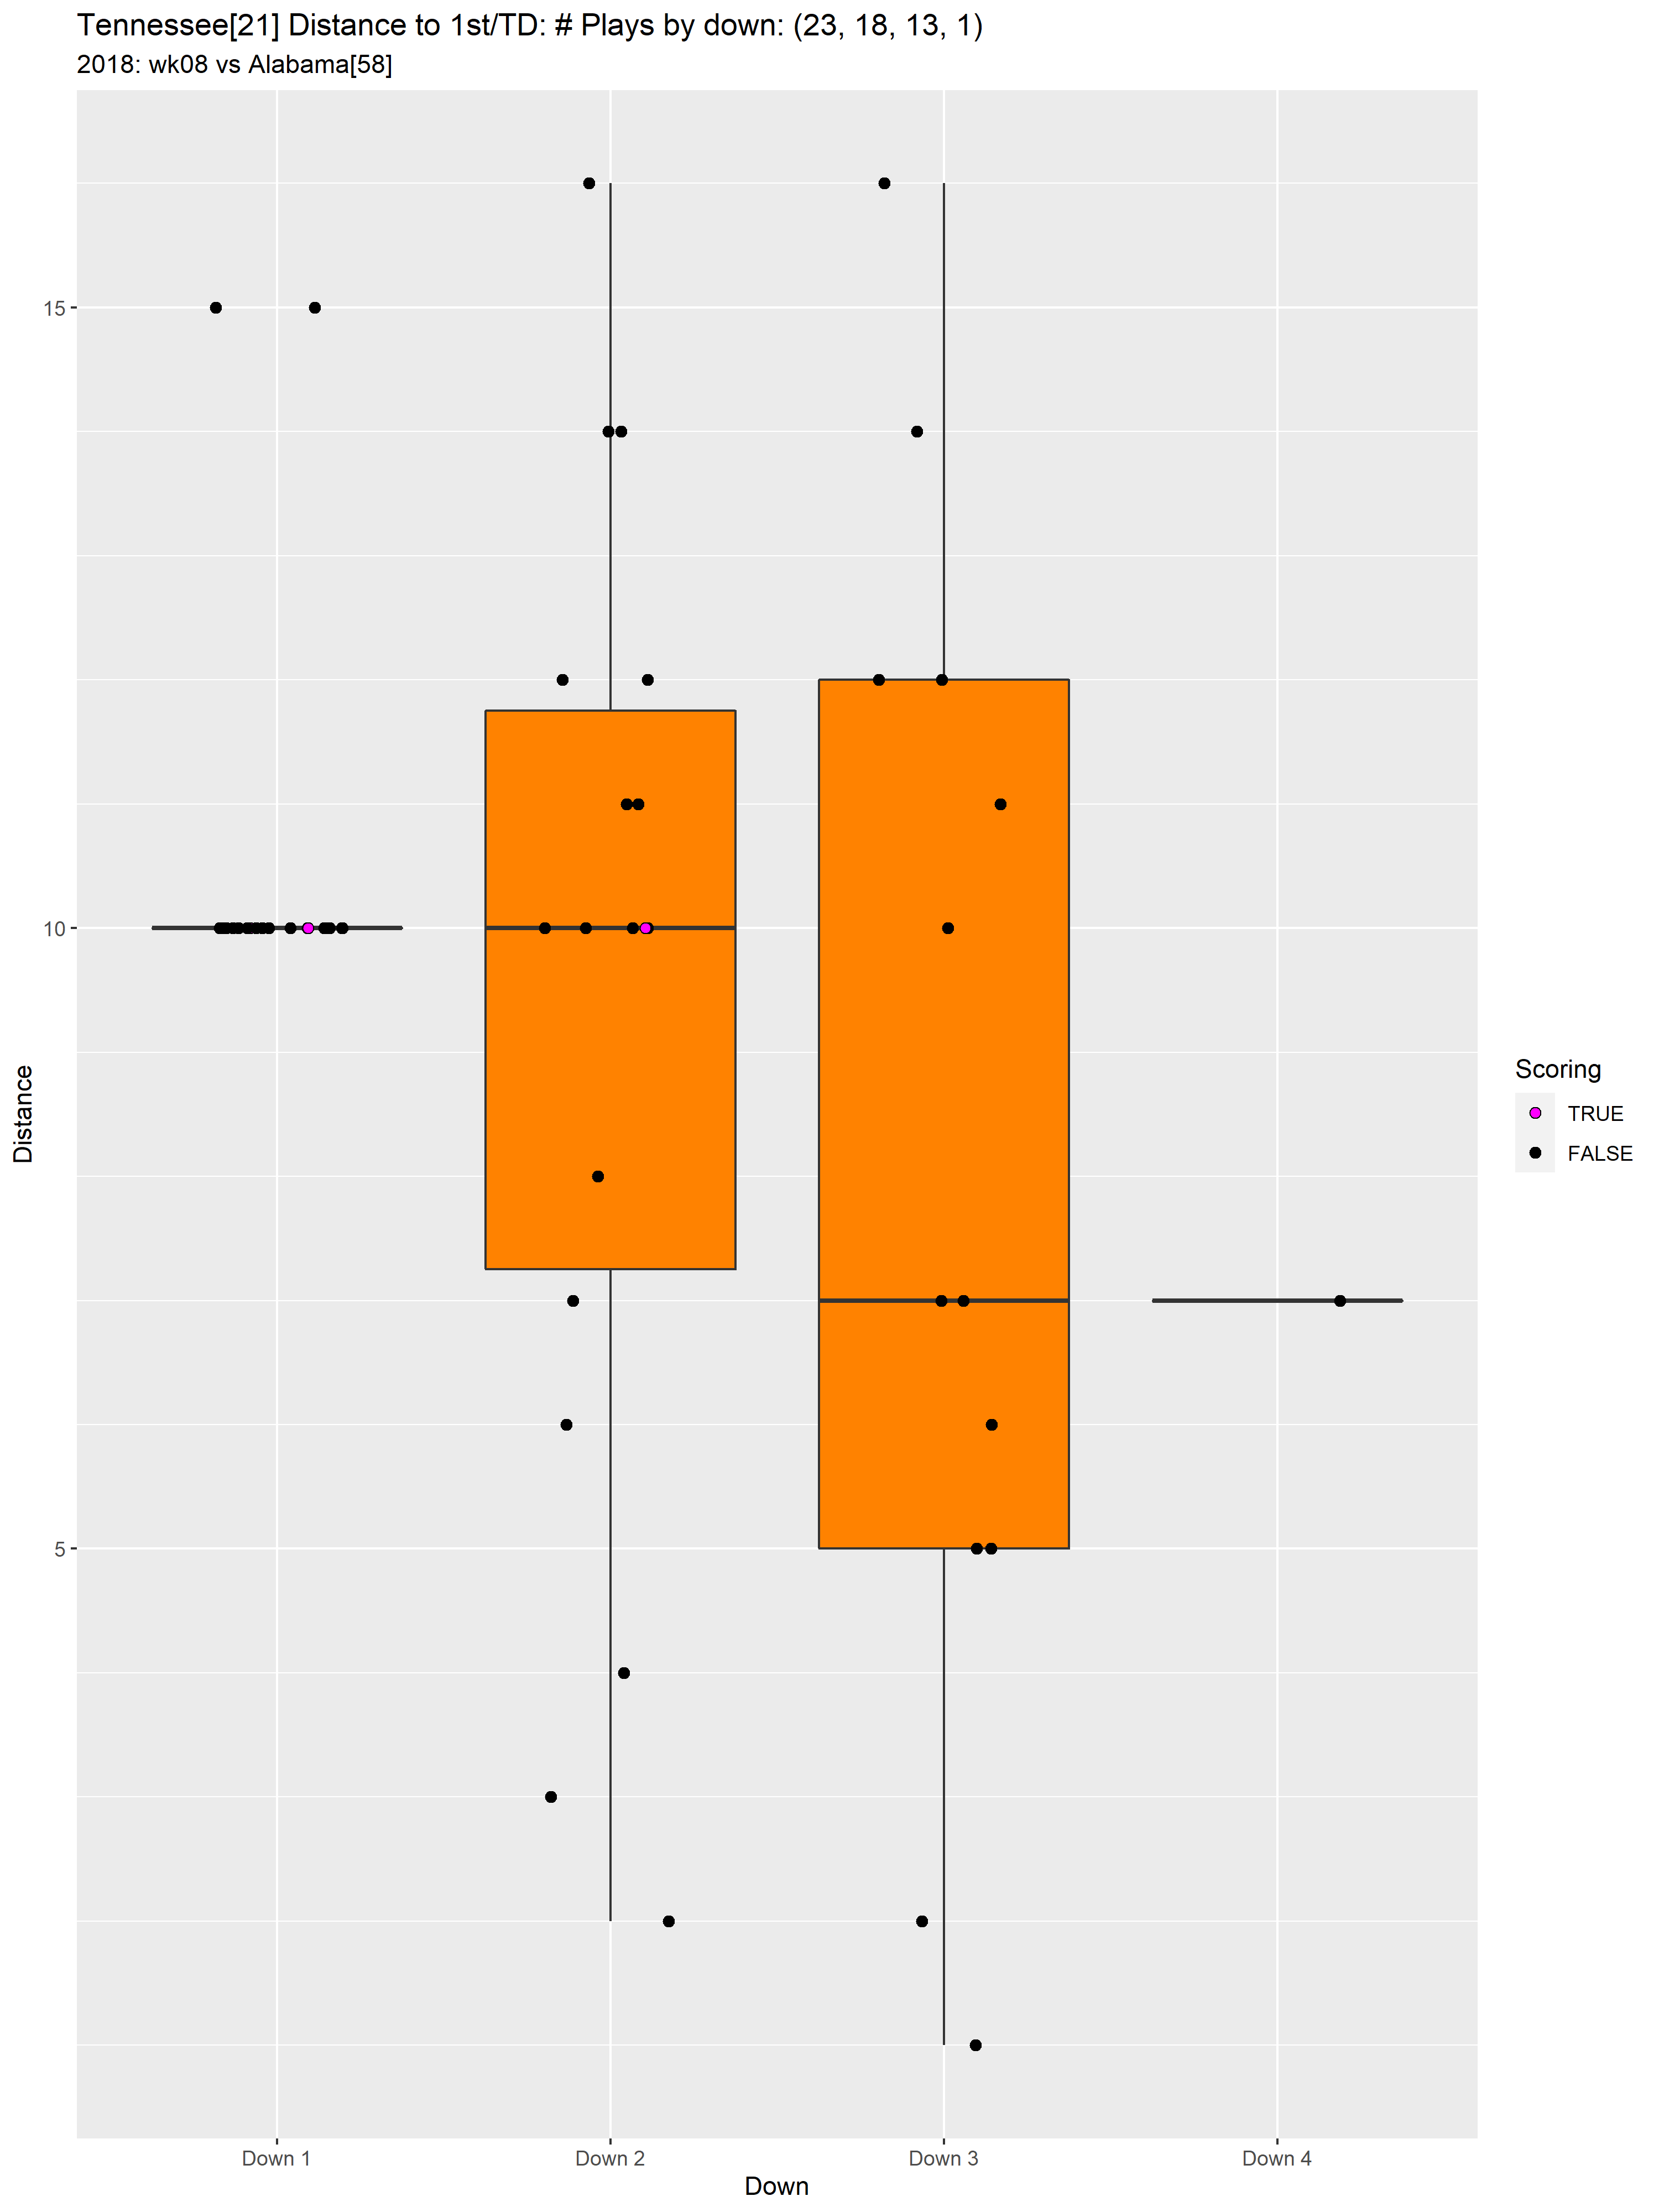 Tennessee[21] Distance to 1st/TD: # Plays by down: (23, 18, 13, 1)
2018: wk08 vs Alabama[58]
15
10
5
Distance
Down 1
Down 2
Down 3
Down 4
Down
Scoring
TRUE
FALSE